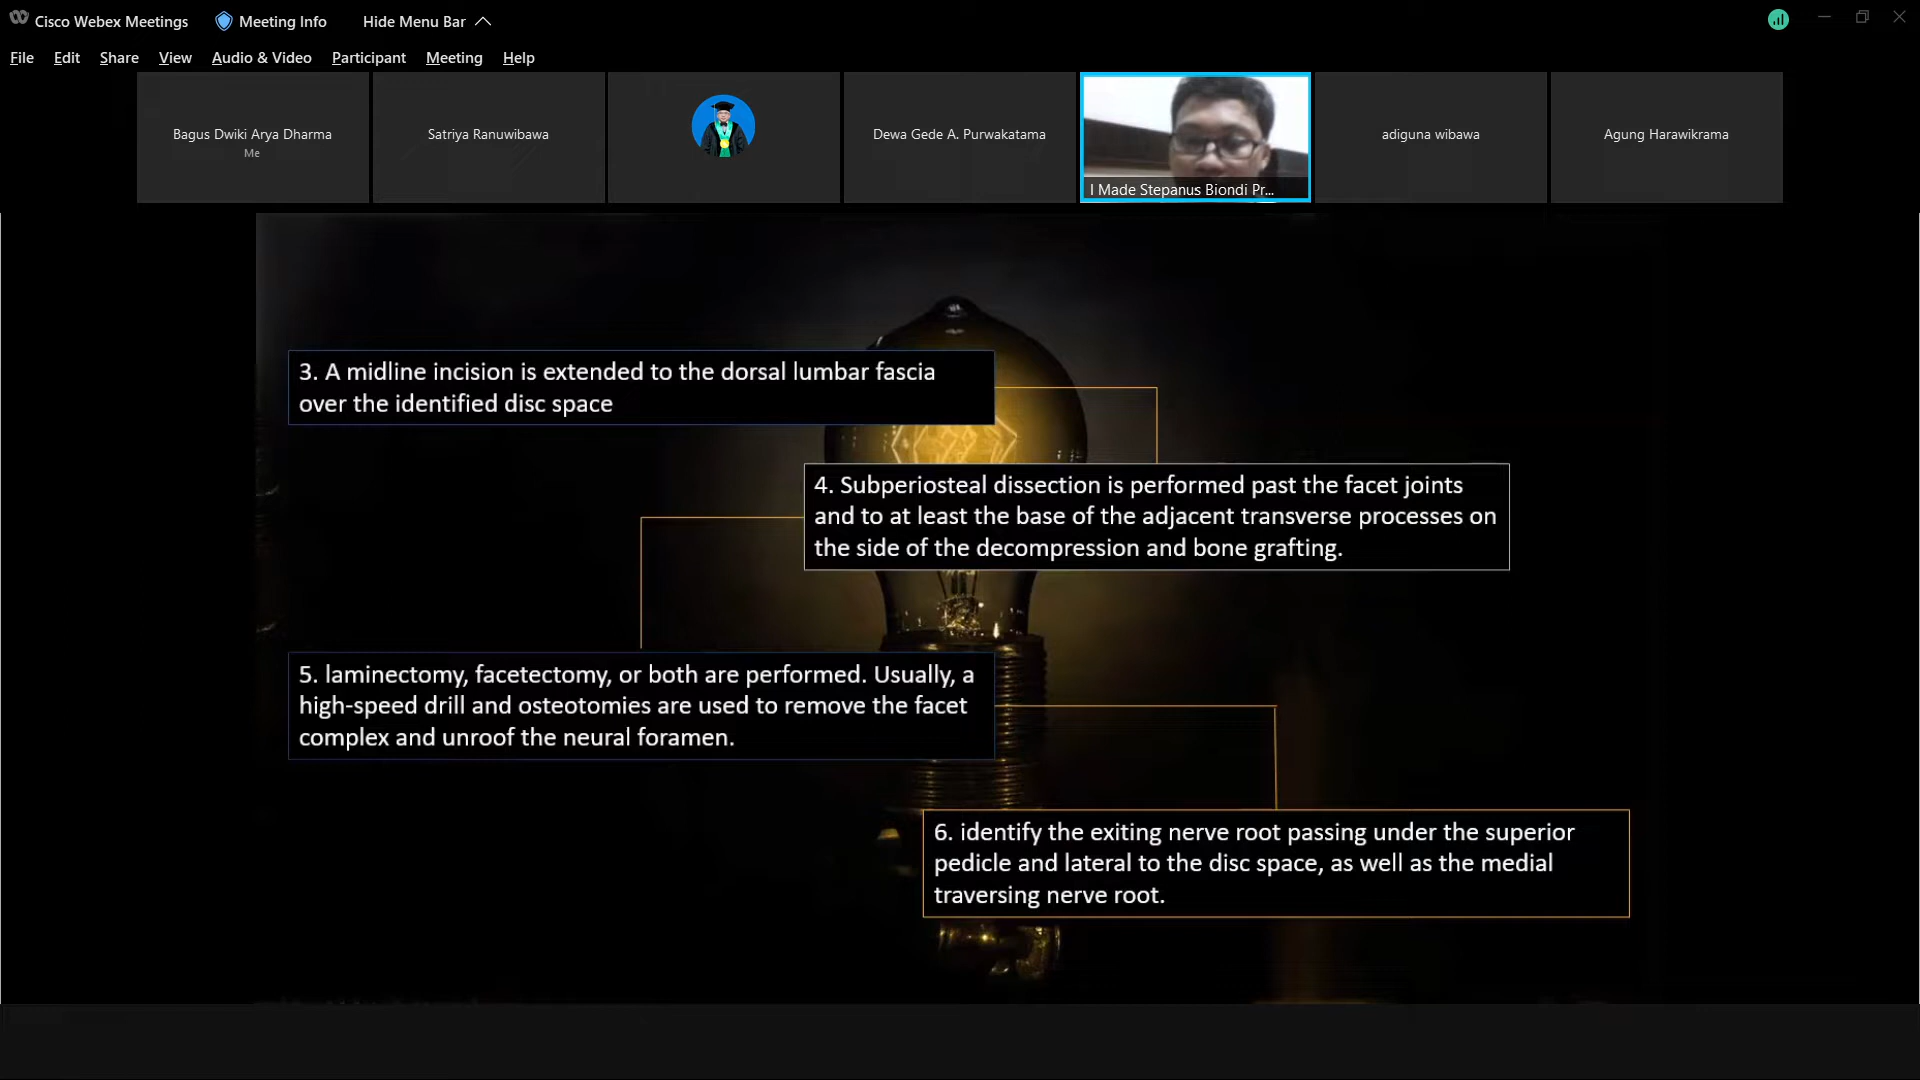 Cisco Webex Meetings
Meeting Info
Hide Menu Bar
File Edit Share View Audio & Video Participant Meeting Help
Bagus Dwiki Arya Dharma
Me
Satriya Ranuwibawa
Dewa Gede A. Purwakatama
I Made Stepanus Biondi Pr...
adiguna wibawa
Agung Harawikrama
3. A midline incision is extended to the dorsal lumbar fascia
over the identified disc space
4. Subperiosteal dissection is performed past the facet joints
and to at least the base of the adjacent transverse processes on
the side of the decompression and bone grafting.
5. laminectomy, facetectomy, or both are performed. Usually, a
high-speed drill and osteotomies are used to remove the facet
complex and unroof the neural foramen.
6. identify the exiting nerve root passing under the superior
pedicle and lateral to the disc space, as well as the medial
traversing nerve root.